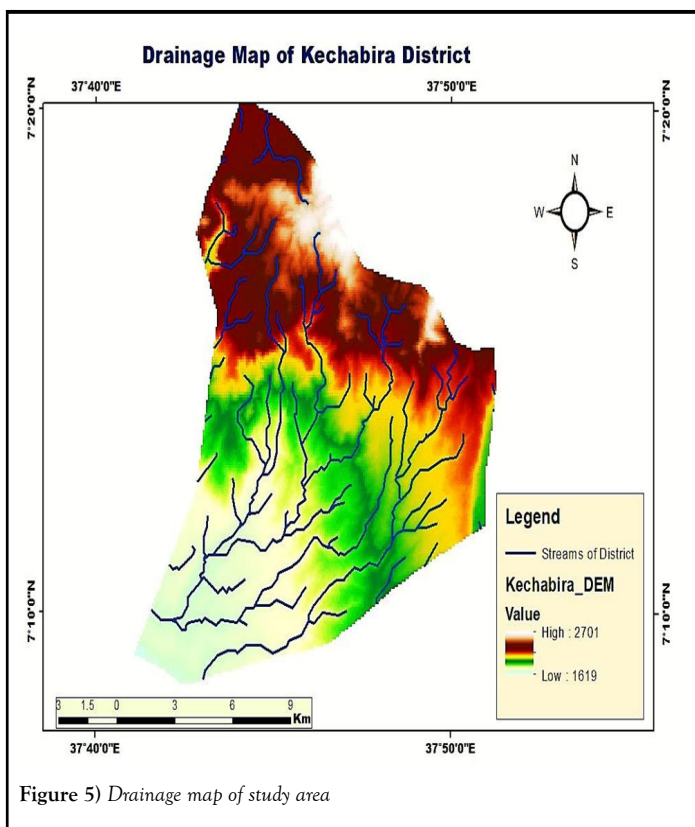 Drainage Map of Kechabira District
37°40'0"E 37°50'0"E
7°20'0"N 7°20'0"N
N
W E
S
7°10'0"N 7°10'0"N
Legend
Streams of District
Kechabira_DEM
Value
High : 2701
Low : 1619
3 1.5 0 3 6 9
Km
37°40'0"E 37°50'0"E
Figure 5) Drainage map of study area